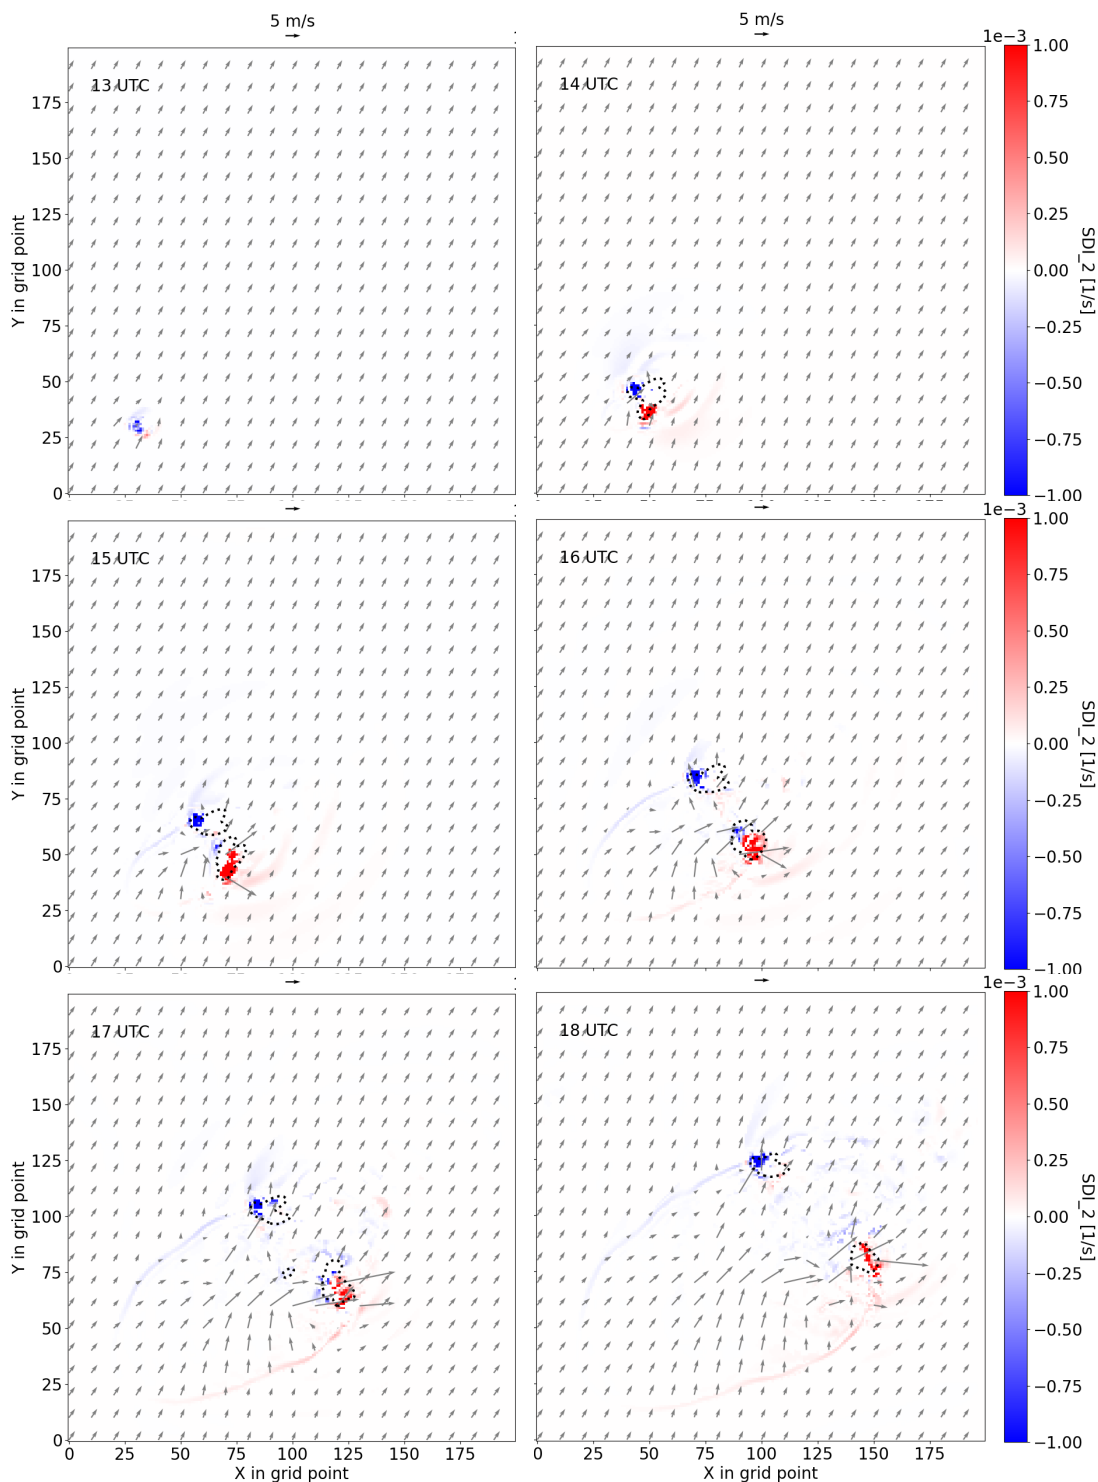 5 m/s
5 m/s
13 UTC
14 UTC
1e−3
175
150
125
100
75
50
25
0
Y in grid point
1.00
0.75
0.50
0.25
0.00
−0.25
−0.50
−0.75
−1.00
SDI_2 [1/s]
15 UTC
16 UTC
1e−3
175
150
125
100
75
50
25
0
Y in grid point
1.00
0.75
0.50
0.25
0.00
−0.25
−0.50
−0.75
−1.00
SDI_2 [1/s]
17 UTC
18 UTC
1e−3
175
150
125
100
75
50
25
0
Y in grid point
1.00
0.75
0.50
0.25
0.00
−0.25
−0.50
−0.75
−1.00
SDI_2 [1/s]
0 25 50 75 100 125 150 175
0 25 50 75 100 125 150 175
X in grid point
X in grid point